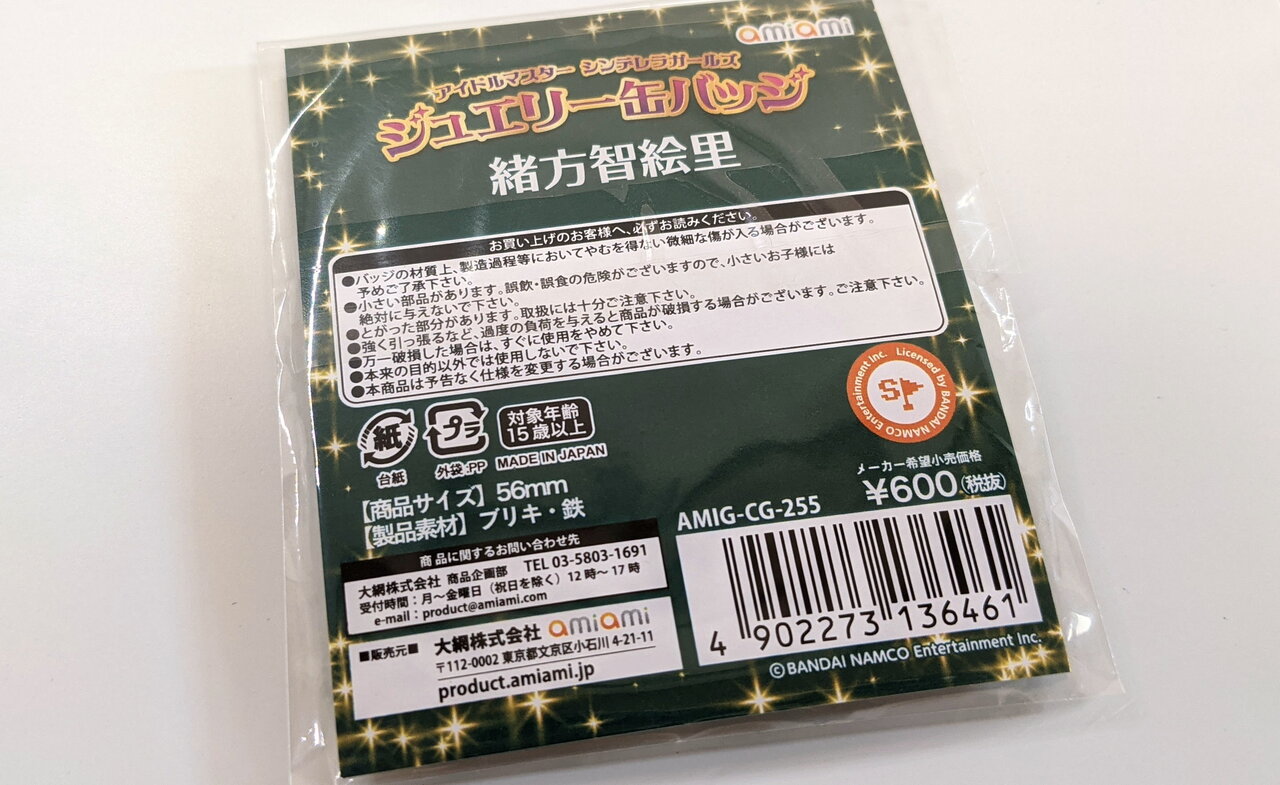 amiami
アイドルマスター シンデレラガールズ
ジュエリー缶バッジ
緒方智絵里
お買い上げのお客様へ、必ずお読みください。
●バッジの材質上、製造過程等においてやむを得ない微細な傷が入る場合がございます。
予めご了承下さい。
●小さい部品があります。誤飲・誤食の危険がございますので、小さいお子様には
絶対に与えないで下さい。
●とがった部分があります。取扱には十分ご注意下さい。
●強く引っ張るなど、過度の負荷を与えると商品が破損する場合がございます。ご注意下さい。
●万一破損した場合は、すぐに使用をやめて下さい。
●本来の目的以外では使用しないで下さい。
●本商品は予告なく仕様を変更する場合がございます。
紙
台紙
プラ
外袋:PP
対象年齢
15歳以上
MADE IN JAPAN
Licensed by BANDAI NAMCO Entertainment Inc.
【商品サイズ】56mm
【製品素材】ブリキ・鉄
メーカー希望小売価格
¥600(税抜)
商品に関するお問い合わせ先
大網株式会社 商品企画部 TEL 03-5803-1691
受付時間:月〜金曜日(祝日を除く)12時〜17時
e-mail:product@amiami.com
■販売元■ 大網株式会社 amiami
〒112-0002 東京都文京区小石川 4-21-11
product.amiami.jp
AMIG-CG-255
4 902273 136461
©BANDAI NAMCO Entertainment Inc.